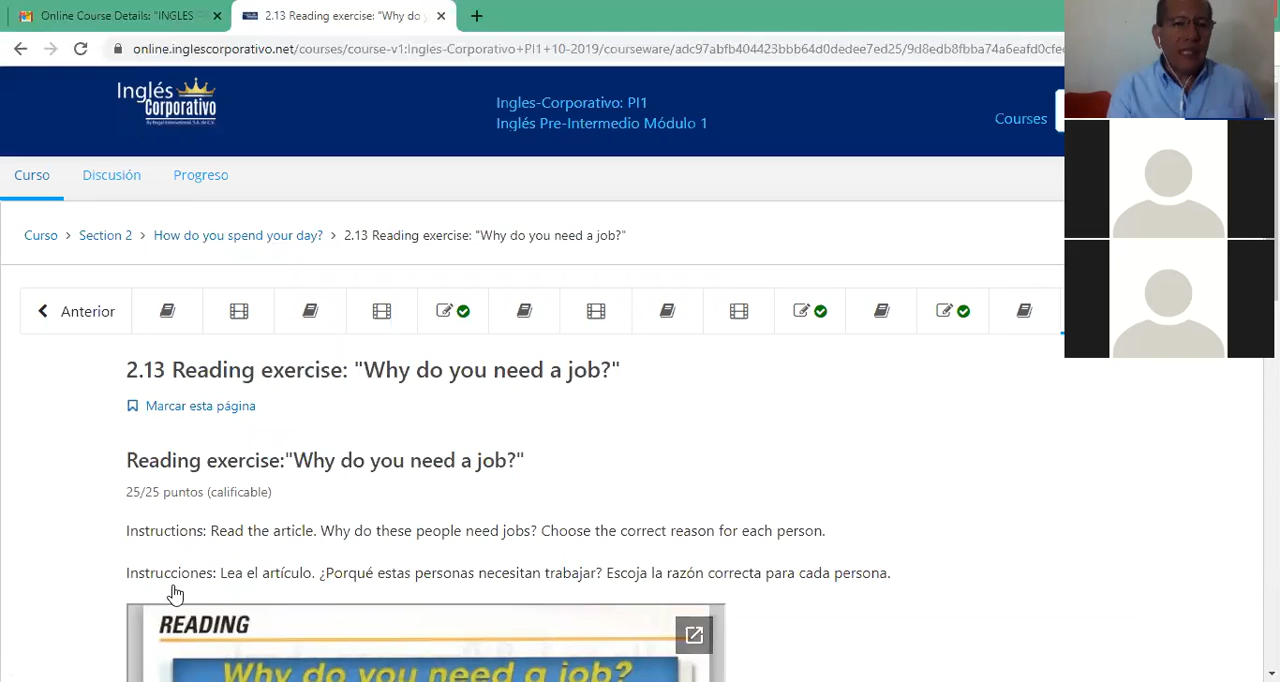 Online Course Details: "INGLES
2.13 Reading exercise: "Why do
online.inglescorporativo.net/courses/course-v1:Ingles-Corporativo+PI1+10-2019/courseware/adc97abfb404423bbb64d0dedee7ed25/9d8edb8fbba74a6eafd0cfec
Inglés
Corporativo
Ingles-Corporativo: PI1
Inglés Pre-Intermedio Módulo 1
Courses
Curso
Discusión
Progreso
Curso > Section 2 > How do you spend your day? > 2.13 Reading exercise: "Why do you need a job?"
Anterior
2.13 Reading exercise: "Why do you need a job?"
Marcar esta página
Reading exercise:"Why do you need a job?"
25/25 puntos (calificable)
Instructions: Read the article. Why do these people need jobs? Choose the correct reason for each person.
Instrucciones: Lea el artículo. ¿Porqué estas personas necesitan trabajar? Escoja la razón correcta para cada persona.
READING
Why do you need a job?